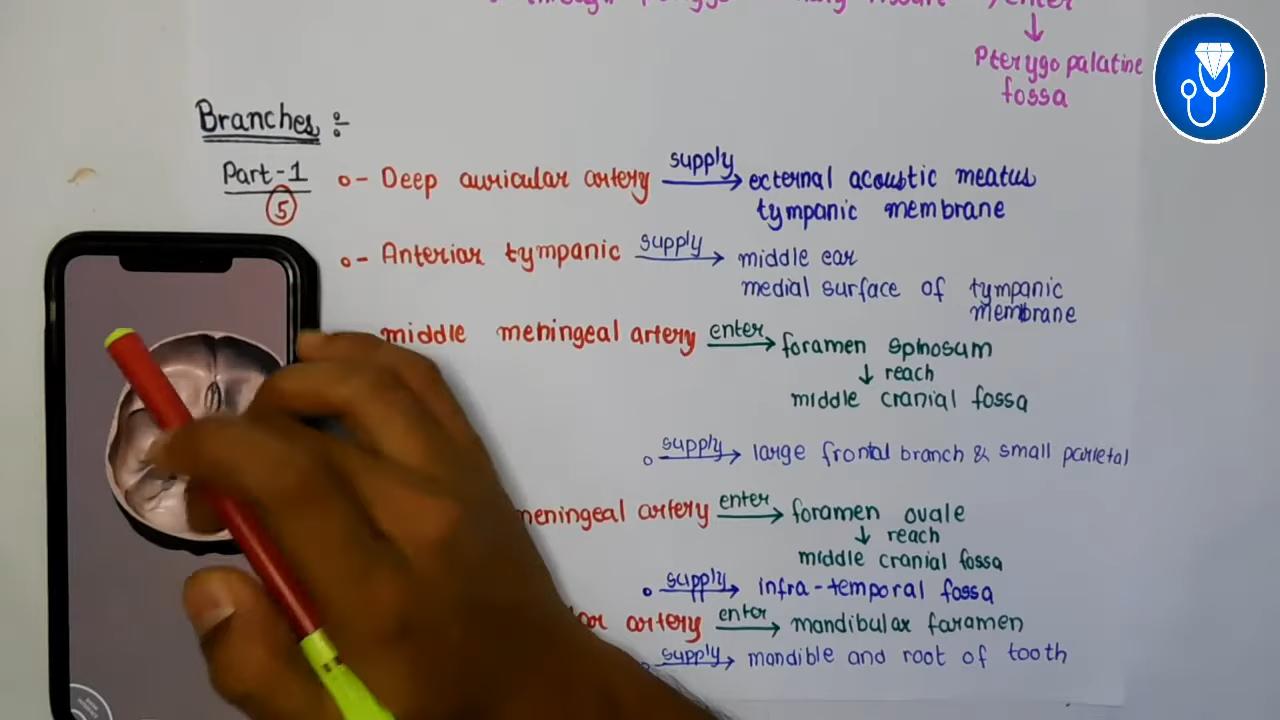 enter
↓
Pterygo palatine
fossa
Branches :-
Part-1 o- Deep auricular artery supply → external acoustic meatus
5 tympanic membrane
o- Anterior tympanic supply → middle ear
medial surface of tympanic
membrane
middle meningeal artery enter → foramen spinosum
↓ reach
middle cranial fossa
o supply → large frontal branch & small parietal
meningeal artery enter → foramen ovale
↓ reach
middle cranial fossa
o supply → infra-temporal fossa
artery enter → mandibular foramen
supply → mandible and root of tooth